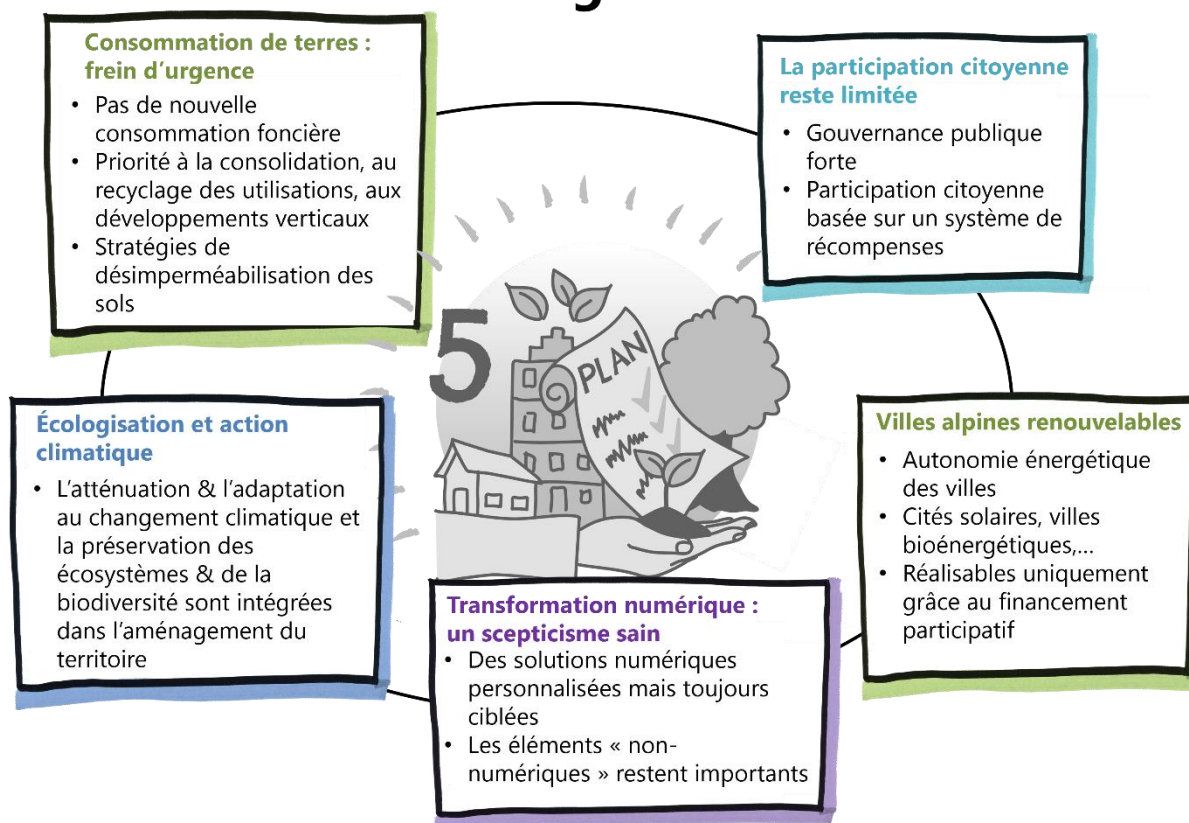 Consommation de terres :
frein d’urgence
• Pas de nouvelle
consommation foncière
• Priorité à la consolidation, au
recyclage des utilisations, aux
développements verticaux
• Stratégies de
désimperméabilisation des
sols
La participation citoyenne
reste limitée
• Gouvernance publique
forte
• Participation citoyenne
basée sur un système de
récompenses
5
PLAN
Écologisation et action
climatique
• L’atténuation & l’adaptation
au changement climatique et
la préservation des
écosystèmes & de la
biodiversité sont intégrées
dans l’aménagement du
territoire
Villes alpines renouvelables
• Autonomie énergétique
des villes
• Cités solaires, villes
bioénergétiques,...
• Réalisables uniquement
grâce au financement
participatif
Transformation numérique :
un scepticisme sain
• Des solutions numériques
personnalisées mais toujours
ciblées
• Les éléments « non-
numériques » restent importants